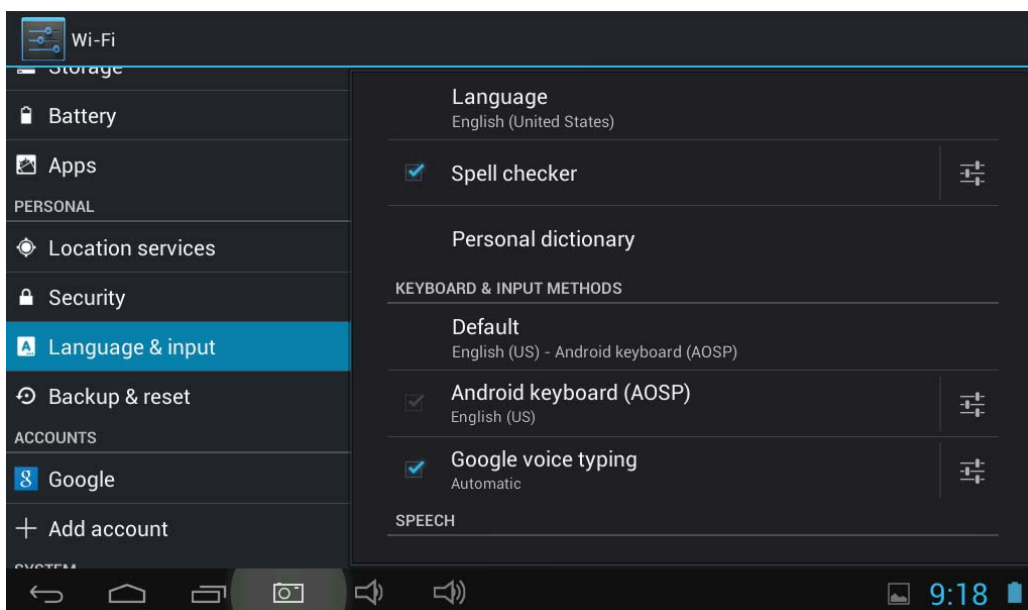 Wi-Fi
Storage
Battery
Apps
PERSONAL
Location services
Security
Language & input
Backup & reset
ACCOUNTS
Google
Add account
SYSTEM
Language
English (United States)
Spell checker
Personal dictionary
KEYBOARD & INPUT METHODS
Default
English (US) - Android keyboard (AOSP)
Android keyboard (AOSP)
English (US)
Google voice typing
Automatic
SPEECH
9:18